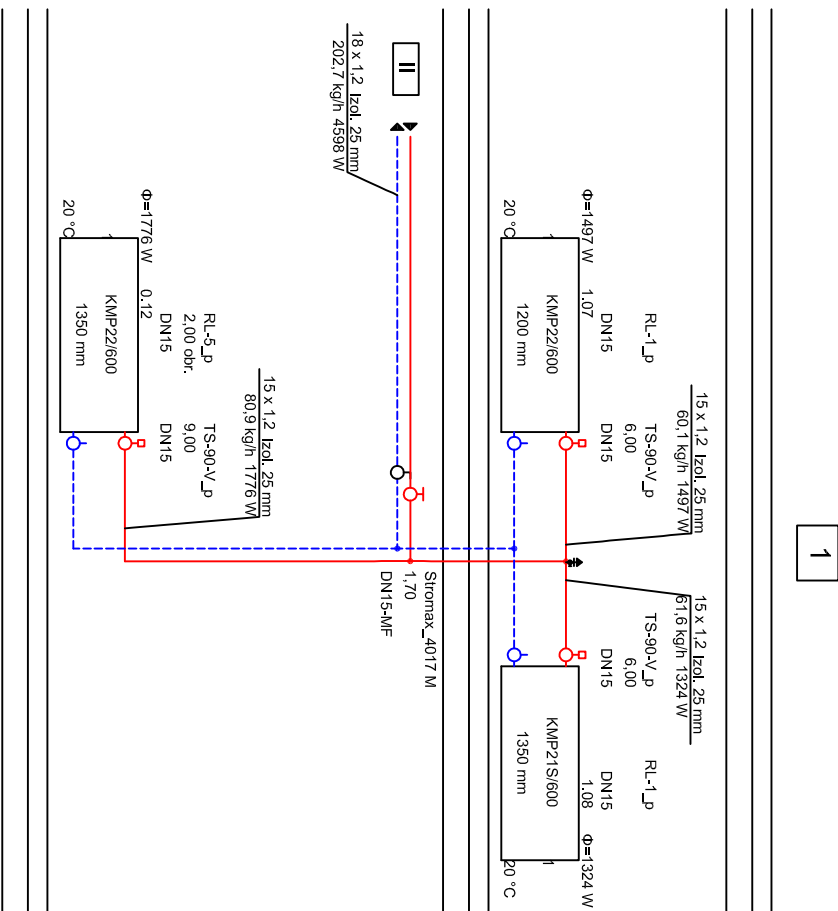 1
15 x 1,2 Izol. 25 mm
60,1 kg/h 1497 W
15 x 1,2 Izol. 25 mm
61,6 kg/h 1324 W
RL-1_p
DN15
TS-90-V_p
6,00
DN15
TS-90-V_p
6,00
DN15
RL-1_p
DN15
Φ=1497 W
1.07
KMP22/600
1200 mm
20 °C
1.08
Φ=1324 W
1
KMP21S/600
1350 mm
20 °C
II
18 x 1,2 Izol. 25 mm
202,7 kg/h 4598 W
Stromax_4017 M
1,70
DN15-MF
15 x 1,2 Izol. 25 mm
80,9 kg/h 1776 W
RL-5_p
2,00 obr.
DN15
TS-90-V_p
9,00
DN15
Φ=1776 W
0.12
KMP22/600
1350 mm
20 °C